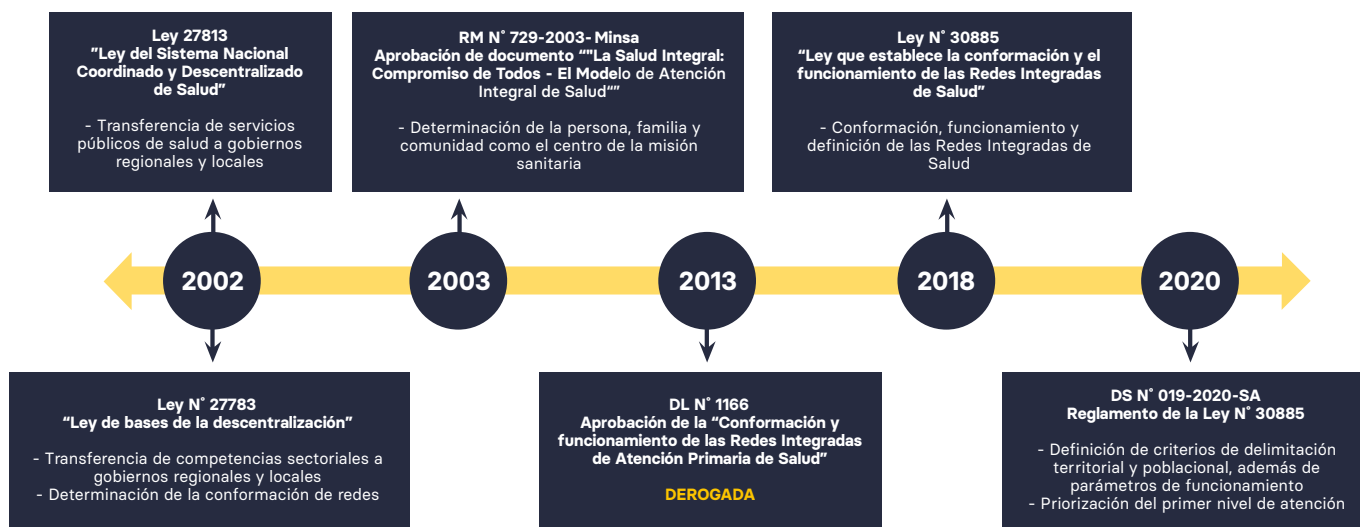 Ley 27813
"Ley del Sistema Nacional
Coordinado y Descentralizado
de Salud”
- Transferencia de servicios
públicos de salud a gobiernos
regionales y locales
RM N° 729-2003- Minsa
Aprobación de documento “"La Salud Integral:
Compromiso de Todos - El Modelo de Atención
Integral de Salud“”
- Determinación de la persona, familia y
comunidad como el centro de la misión
sanitaria
Ley N° 30885
“Ley que establece la conformación y el
funcionamiento de las Redes Integradas
de Salud”
- Conformación, funcionamiento y
definición de las Redes Integradas de
Salud
2002
2003
2013
2018
2020
Ley N° 27783
“Ley de bases de la descentralización”
- Transferencia de competencias sectoriales a
gobiernos regionales y locales
- Determinación de la conformación de redes
DL N° 1166
Aprobación de la “Conformación y
funcionamiento de las Redes Integradas
de Atención Primaria de Salud”
DEROGADA
DS N° 019-2020-SA
Reglamento de la Ley N° 30885
- Definición de criterios de delimitación
territorial y poblacional, además de
parámetros de funcionamiento
- Priorización del primer nivel de atención